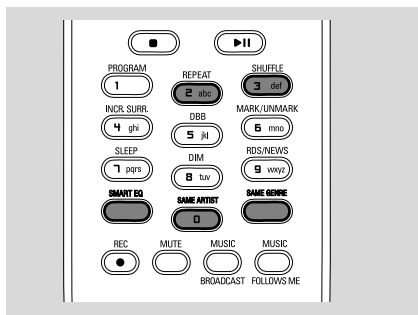 PROGRAM REPEAT SHUFFLE
1 2 abc 3 def
INCR. SURR. DBB MARK/UNMARK
4 ghi 5 jkl 6 mno
SLEEP DIM RDS/NEWS
7 pqrs 8 tuv 9 wxyz
SMART EQ SAME ARTIST SAME GENRE
0
REC MUTE MUSIC MUSIC
BROADCAST FOLLOWS ME